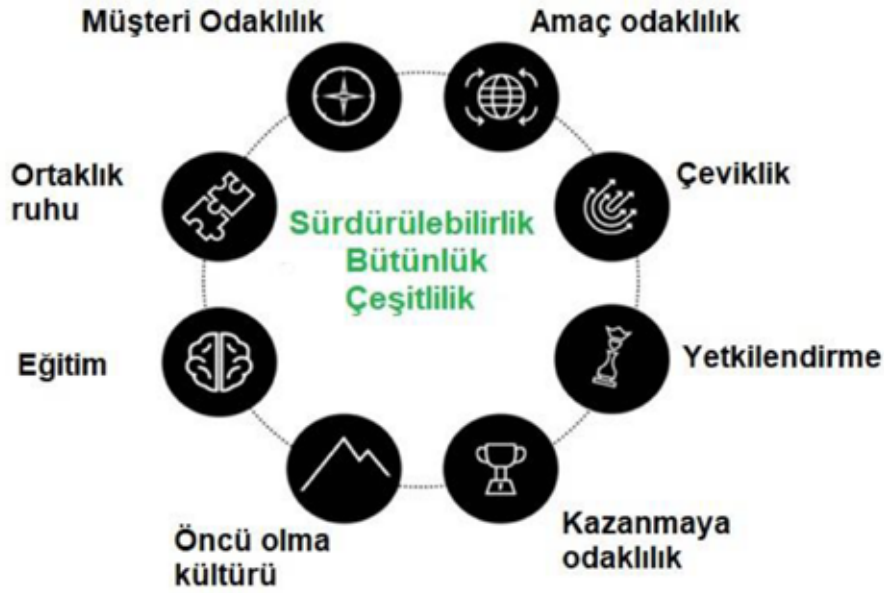 Müşteri Odaklılık
Amaç odaklılık
Ortaklık
ruhu
Çeviklik
Sürdürülebilirlik
Bütünlük
Çeşitlilik
Eğitim
Yetkilendirme
Öncü olma
kültürü
Kazanmaya
odaklılık